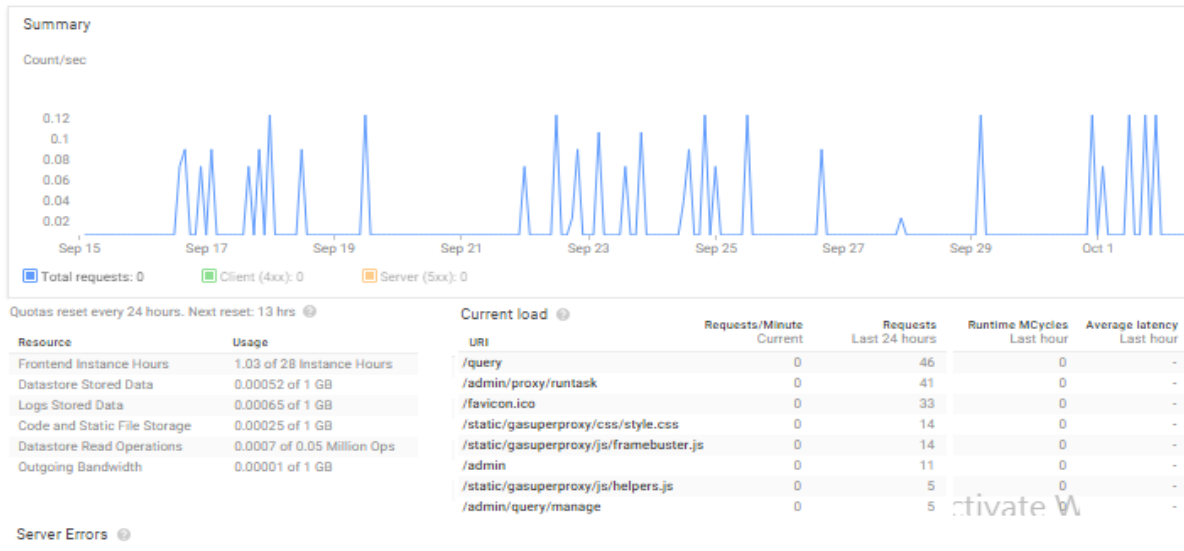 Summary
Count/sec
0.12
0.1
0.08
0.06
0.04
0.02
Sep 15 Sep 17 Sep 19 Sep 21 Sep 23 Sep 25 Sep 27 Sep 29 Oct 1
Total requests: 0 Client (4xx): 0 Server (5xx): 0
Quotas reset every 24 hours. Next reset: 13 hrs
Resource Usage
Frontend Instance Hours 1.03 of 28 Instance Hours
Datastore Stored Data 0.00052 of 1 GB
Logs Stored Data 0.00065 of 1 GB
Code and Static File Storage 0.00025 of 1 GB
Datastore Read Operations 0.0007 of 0.05 Million Ops
Outgoing Bandwidth 0.00001 of 1 GB
Current load
Requests/Minute Requests Runtime MCycles Average latency
URI Current Last 24 hours Last hour Last hour
/query 0 46 0 -
/admin/proxy/runtask 0 41 0 -
/favicon.ico 0 33 0 -
/static/gasuperproxy/css/style.css 0 14 0 -
/static/gasuperproxy/js/framebuster.js 0 14 0 -
/admin 0 11 0 -
/static/gasuperproxy/js/helpers.js 0 5 0 -
/admin/query/manage 0 5 0 -
ctivate W
Server Errors